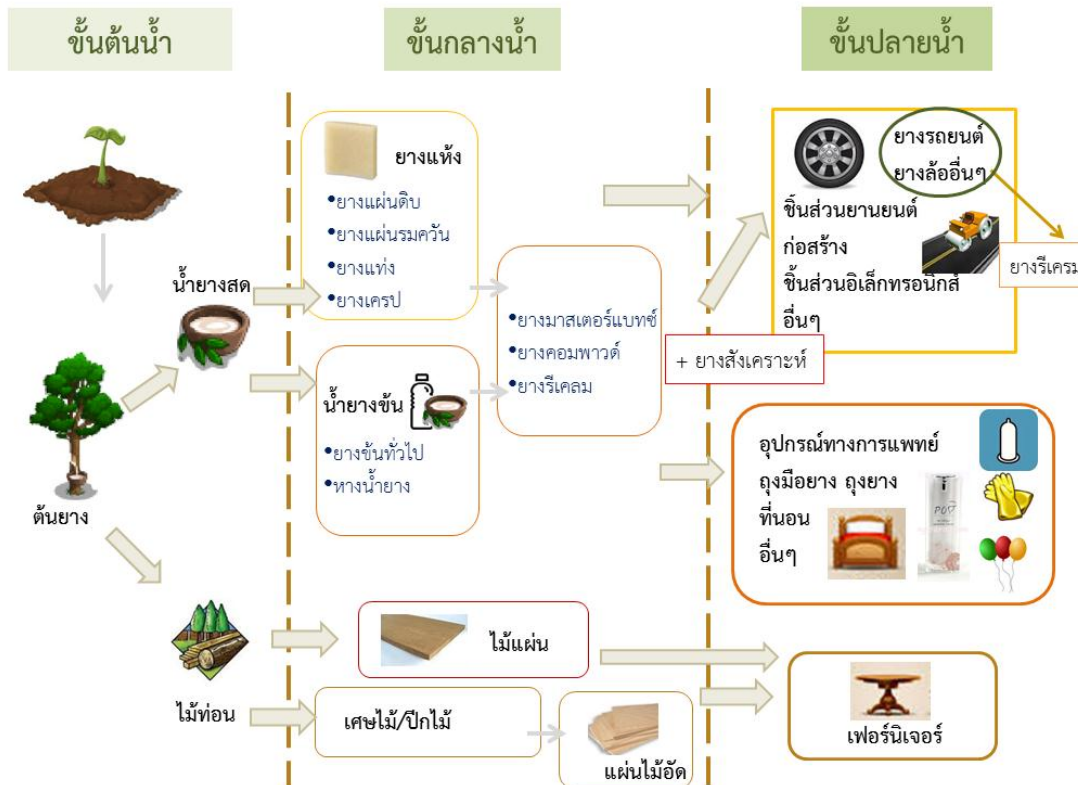 ขั้นต้นน้ำ
ขั้นกลางน้ำ
ขั้นปลายน้ำ
น้ำยางสด
ต้นยาง
ไม้ท่อน
ยางแห้ง
•ยางแผ่นดิบ
•ยางแผ่นรมควัน
•ยางแท่ง
•ยางเครป
น้ำยางข้น
•ยางข้นทั่วไป
•หางน้ำยาง
•ยางมาสเตอร์แบทซ์
•ยางคอมพาวด์
•ยางรีเคลม
ไม้แผ่น
เศษไม้/ปีกไม้
แผ่นไม้อัด
+ ยางสังเคราะห์
ยางรถยนต์
ยางล้ออื่นๆ
ชิ้นส่วนยานยนต์
ก่อสร้าง
ชิ้นส่วนอิเล็กทรอนิกส์
อื่นๆ
ยางรีเครม
อุปกรณ์ทางการแพทย์
ถุงมือยาง ถุงยาง
ที่นอน
อื่นๆ
เฟอร์นิเจอร์